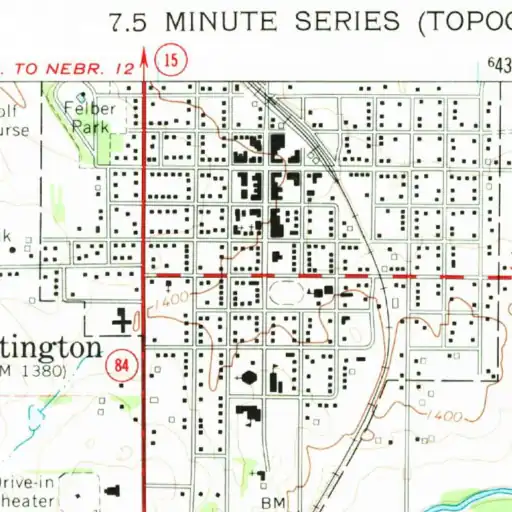 7.5 MINUTE SERIES (TOPOG
TO NEBR. 12
15
643
Felber
Park
olf
urse
k
1400
tington
M 1380)
84
1400
Drive-in
heater
BM